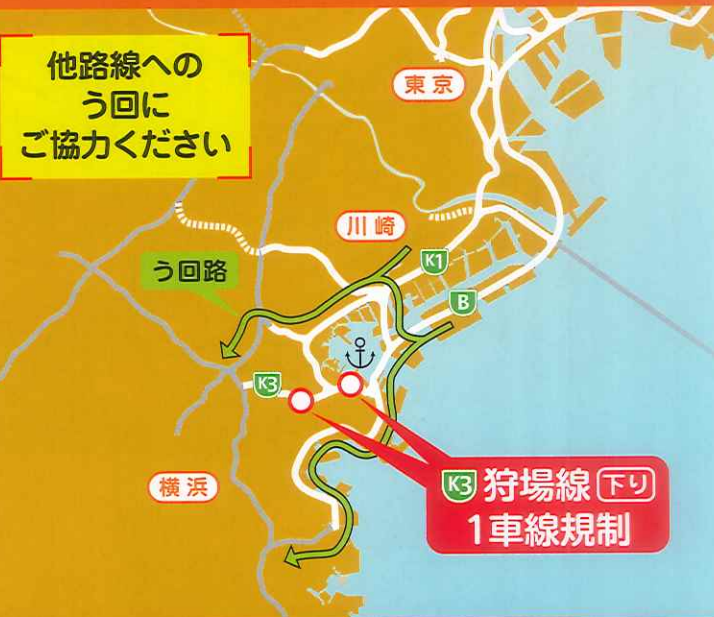 他路線への
う回に
ご協力ください
東京
川崎
K1
う回路
B
K3
横浜
K3 狩場線 下り
1車線規制